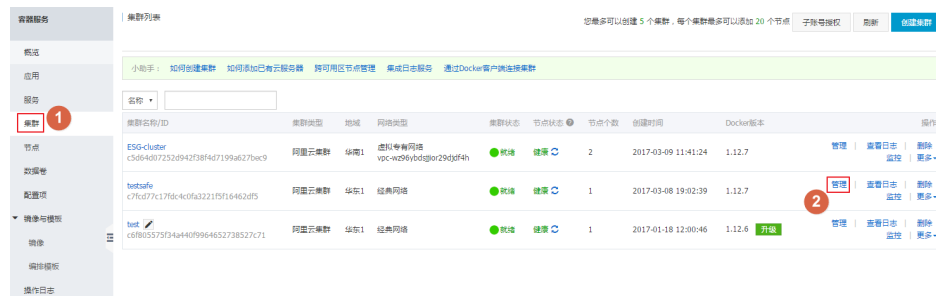 容器服务
集群列表
您最多可以创建 5 个集群，每个集群最多可以添加 20 个节点 子账号授权 刷新 创建集群
概览
小助手： 如何创建集群 如何添加已有云服务器 跨可用区节点管理 集成日志服务 通过Docker客户端连接集群
应用
服务
名称
集群
1
集群名称/ID 集群类型 地域 网络类型 集群状态 节点状态 节点个数 创建时间 Docker版本 操作
节点
ESG-cluster
c5d64d07252d942f38f4d7199a627bec9
阿里云集群 华南1 虚拟专有网络
vpc-wz96ybdsgjior29djdf4h
就绪 健康 2 2017-03-09 11:41:24 1.12.7 管理 | 查看日志 | 删除
监控 | 更多
数据卷
配置项
testsafe
c7fcd77c17fdc4c0fa3221f5f16462df5
阿里云集群 华东1 经典网络 就绪 健康 1 2017-03-08 19:02:39 1.12.7 管理 | 查看日志 | 删除
2
监控 | 更多
镜像与模板
镜像
test
c6f805575f34a440f9964652738527c71
阿里云集群 华东1 经典网络 就绪 健康 1 2017-01-18 12:00:46 1.12.6 升级 管理 | 查看日志 | 删除
监控 | 更多
编排模板
操作日志